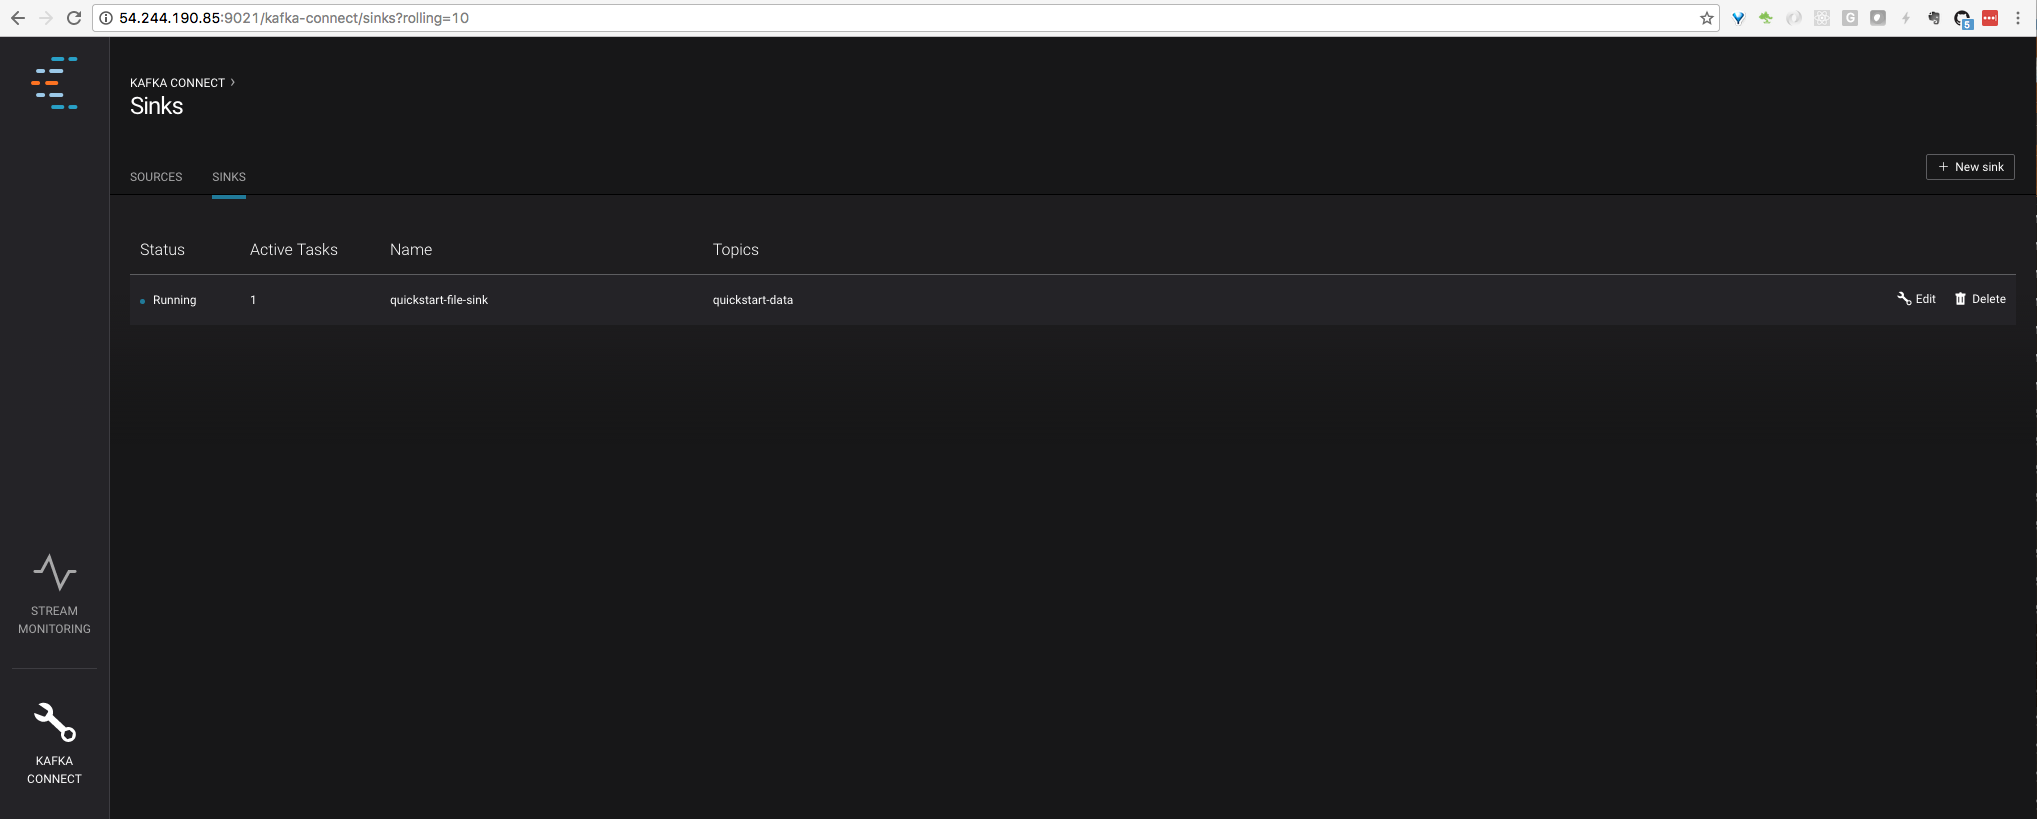 54.244.190.85:9021/kafka-connect/sinks?rolling=10
G
5
KAFKA CONNECT ›
Sinks
SOURCES SINKS
+ New sink
Status Active Tasks Name Topics
Running 1 quickstart-file-sink quickstart-data Edit Delete
STREAM
MONITORING
KAFKA
CONNECT